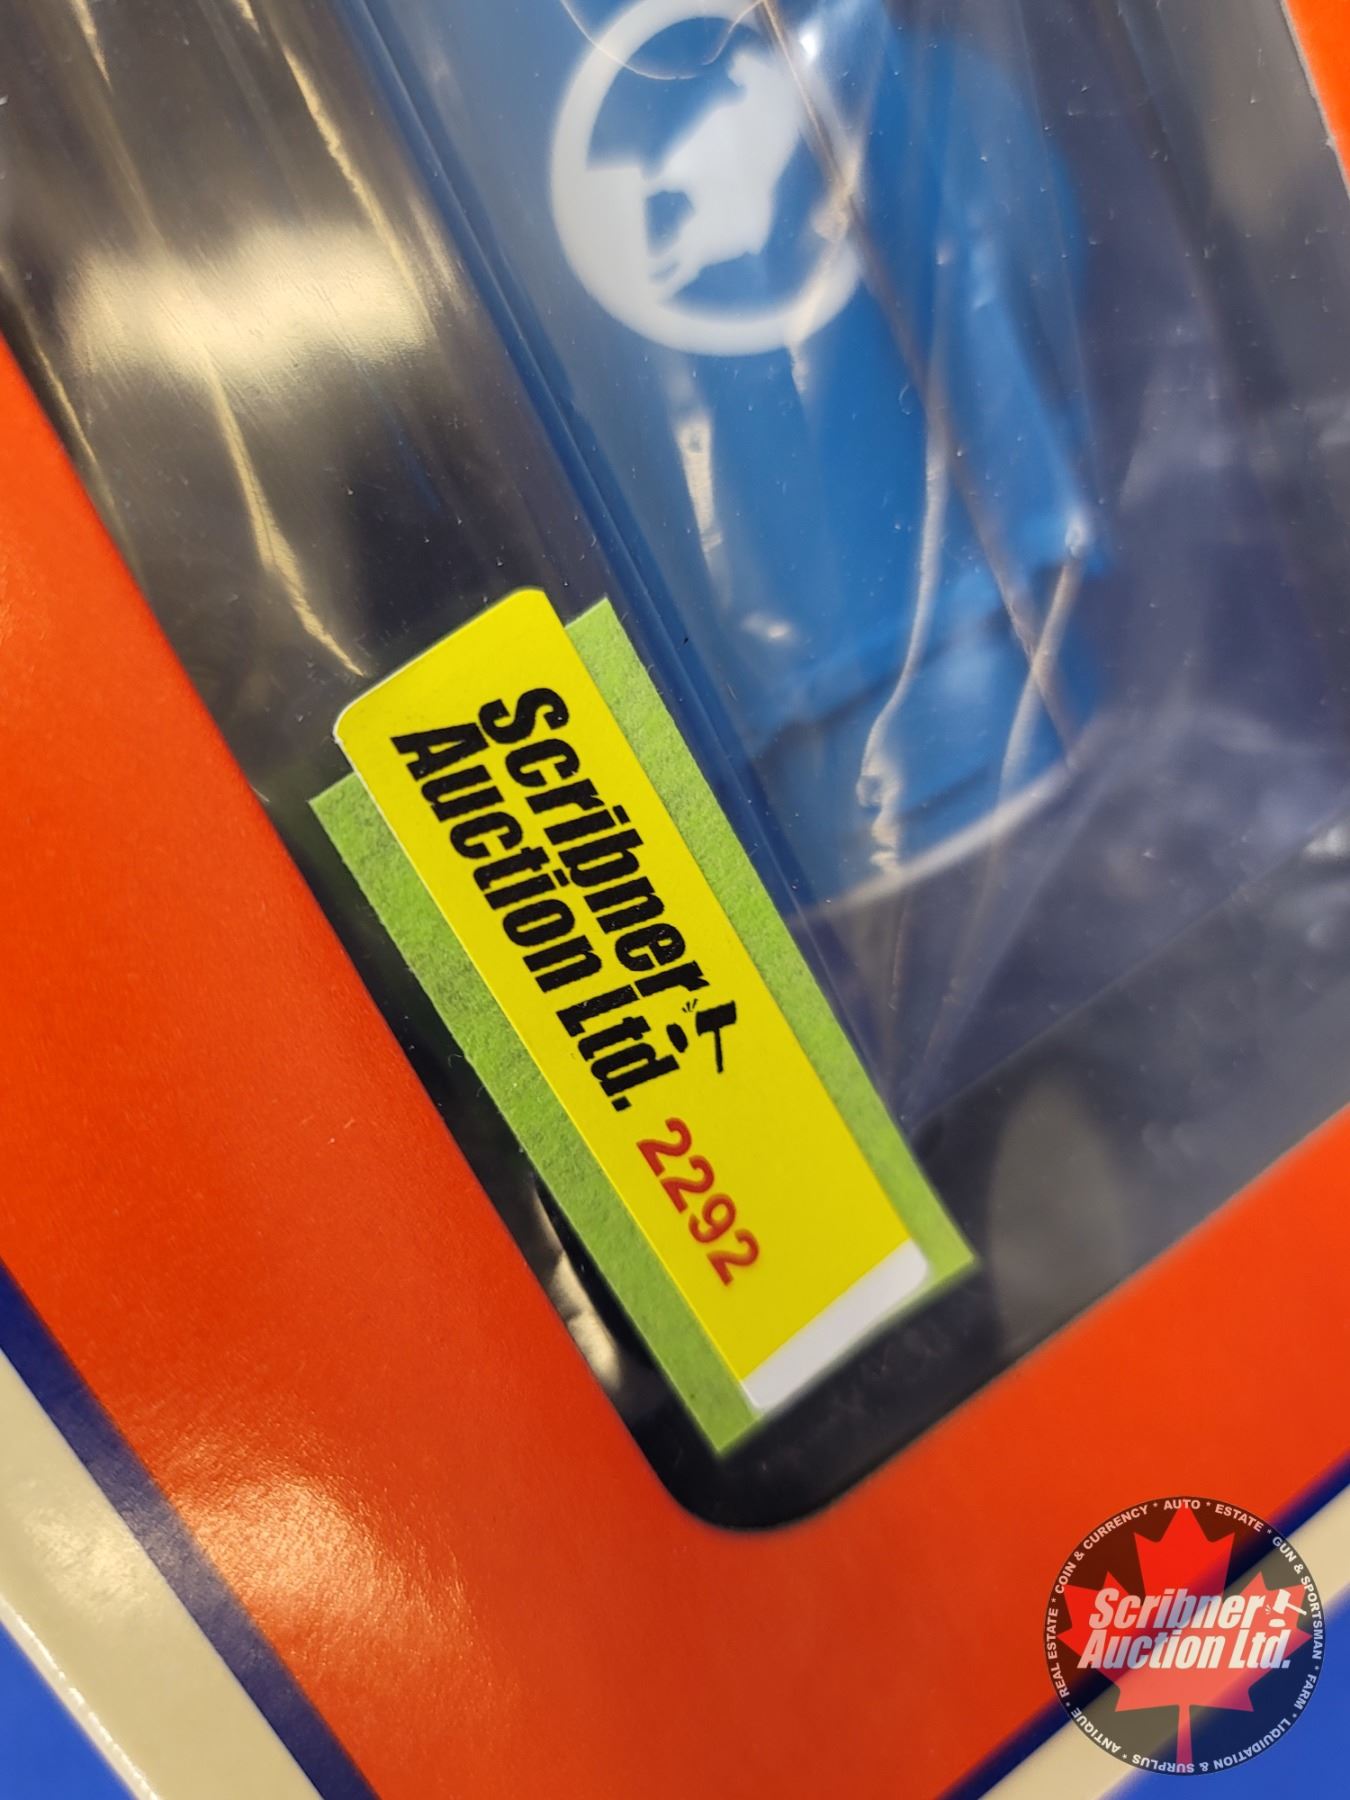 Scribner
Auction Ltd.
2292
COIN & CURRENCY * AUTO * ESTATE * GUN & SPORTSMAN * FARM * LIQUIDATION & SURPLUS * ANTIQUE * REAL ESTATE *
Scribner
Auction Ltd.